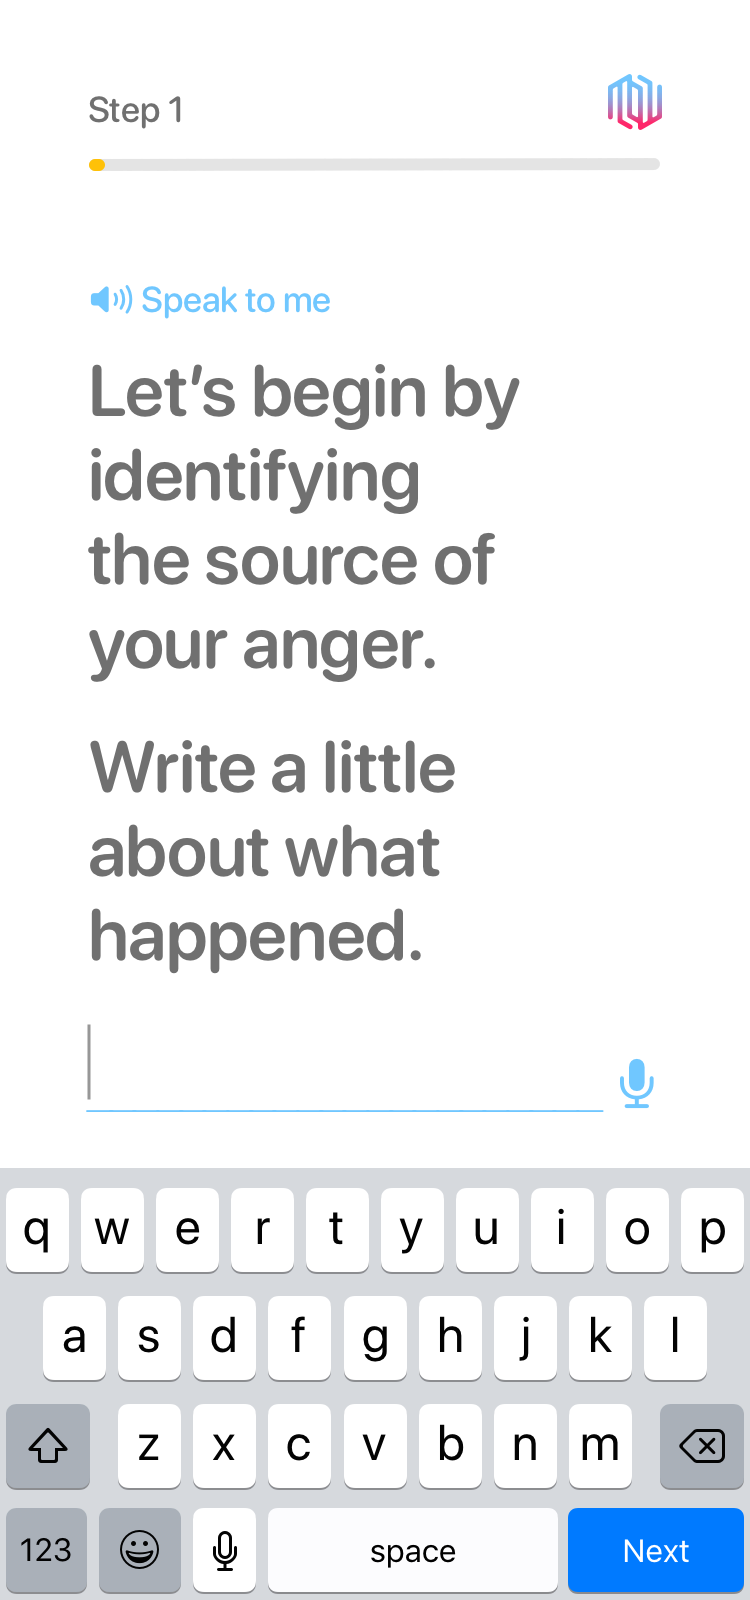 Step 1
Speak to me
Let's begin by
identifying
the source of
your anger.
Write a little
about what
happened.
q w e r t y u i o p
a s d f g h j k l
z x c v b n m
123 space Next